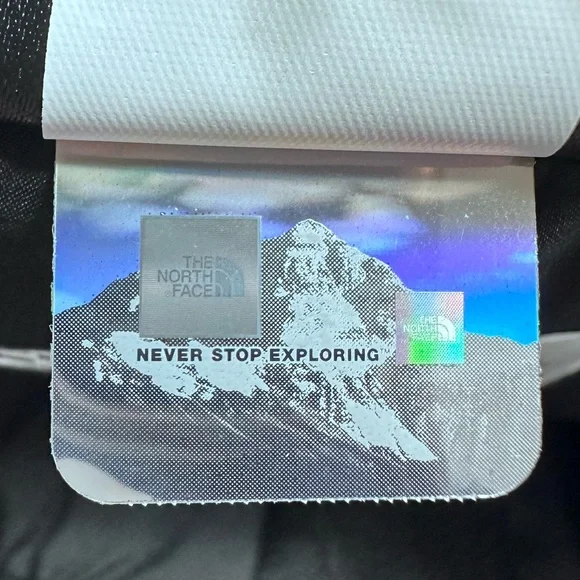 THE
NORTH
FACE
NEVER STOP EXPLORING
THE
NORTH
FACE